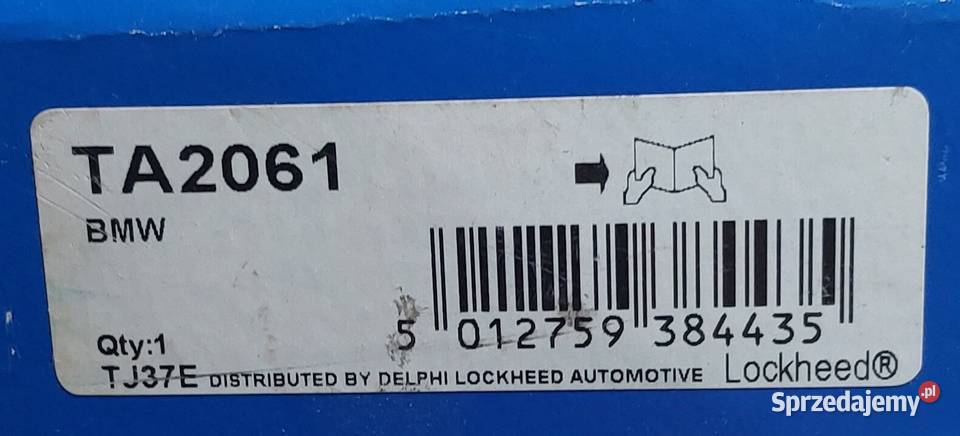 TA2061
BMW
5 012759 384435
Qty:1
TJ37E DISTRIBUTED BY DELPHI LOCKHEED AUTOMOTIVE Lockheed®
Sprzedajemy.pl